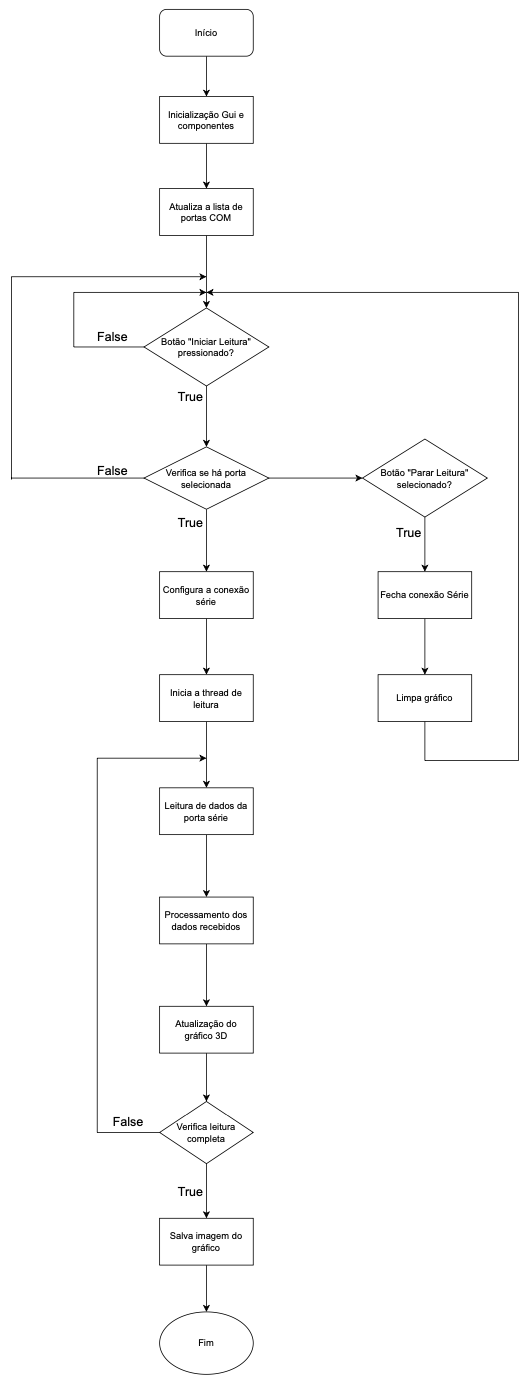 Início
Inicialização Gui e
componentes
Atualiza a lista de
portas COM
False
Botão "Iniciar Leitura"
pressionado?
True
False
Verifica se há porta
selecionada
Botão "Parar Leitura"
selecionado?
True
True
Configura a conexão
série
Fecha conexão Série
Inicia a thread de
leitura
Limpa gráfico
Leitura de dados da
porta série
Processamento dos
dados recebidos
Atualização do
gráfico 3D
False
Verifica leitura
completa
True
Salva imagem do
gráfico
Fim